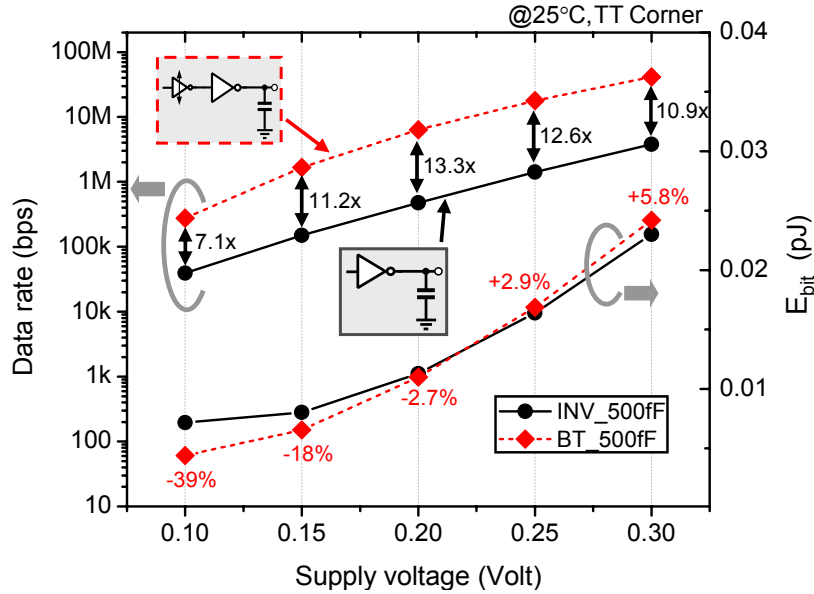 @25°C, TT Corner
100M
10M
1M
100k
10k
1k
100
10
Data rate (bps)
0.04
0.03
0.02
0.01
E_bit (pJ)
7.1x
11.2x
13.3x
12.6x
10.9x
+5.8%
+2.9%
-2.7%
-18%
-39%
INV_500fF
BT_500fF
0.10 0.15 0.20 0.25 0.30
Supply voltage (Volt)